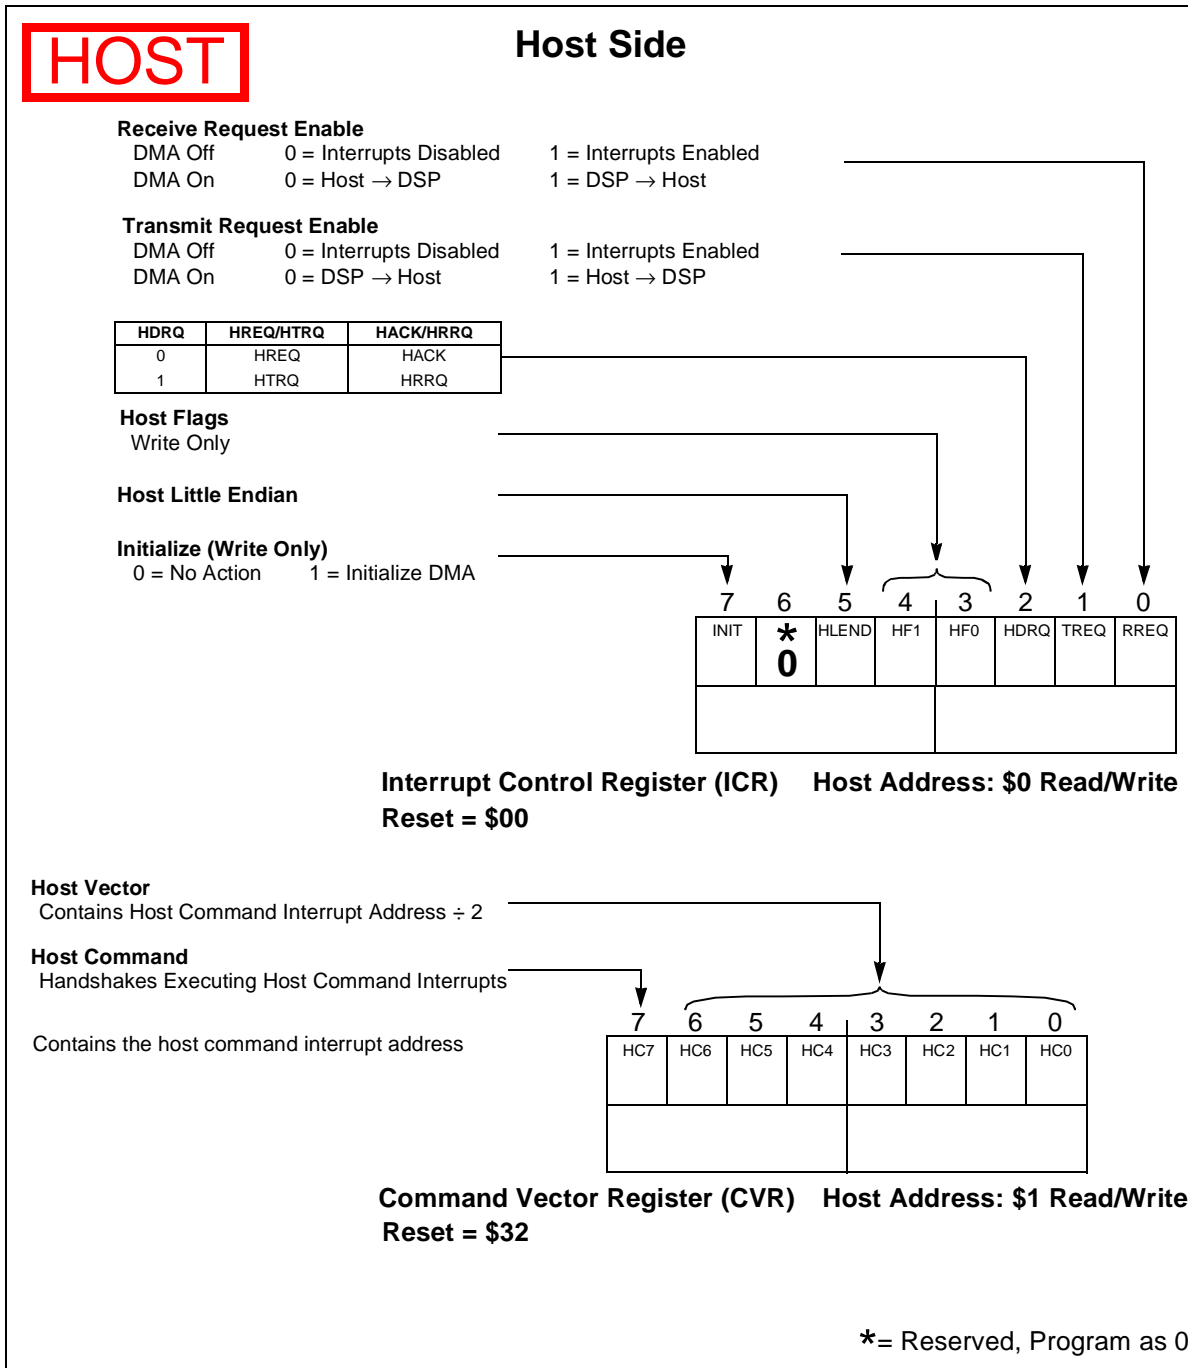 HOST
Host Side
Receive Request Enable
DMA Off 0 = Interrupts Disabled 1 = Interrupts Enabled
DMA On 0 = Host → DSP 1 = DSP → Host
Transmit Request Enable
DMA Off 0 = Interrupts Disabled 1 = Interrupts Enabled
DMA On 0 = DSP → Host 1 = Host → DSP
HDRQ HREQ/HTRQ HACK/HRRQ
0 HREQ HACK
1 HTRQ HRRQ
Host Flags
Write Only
Host Little Endian
Initialize (Write Only)
0 = No Action 1 = Initialize DMA
7 6 5 4 3 2 1 0
INIT * HLEND HF1 HF0 HDRQ TREQ RREQ
0
Interrupt Control Register (ICR) Host Address: $0 Read/Write
Reset = $00
Host Vector
Contains Host Command Interrupt Address ÷ 2
Host Command
Handshakes Executing Host Command Interrupts
Contains the host command interrupt address
7 6 5 4 3 2 1 0
HC7 HC6 HC5 HC4 HC3 HC2 HC1 HC0
Command Vector Register (CVR) Host Address: $1 Read/Write
Reset = $32
*= Reserved, Program as 0